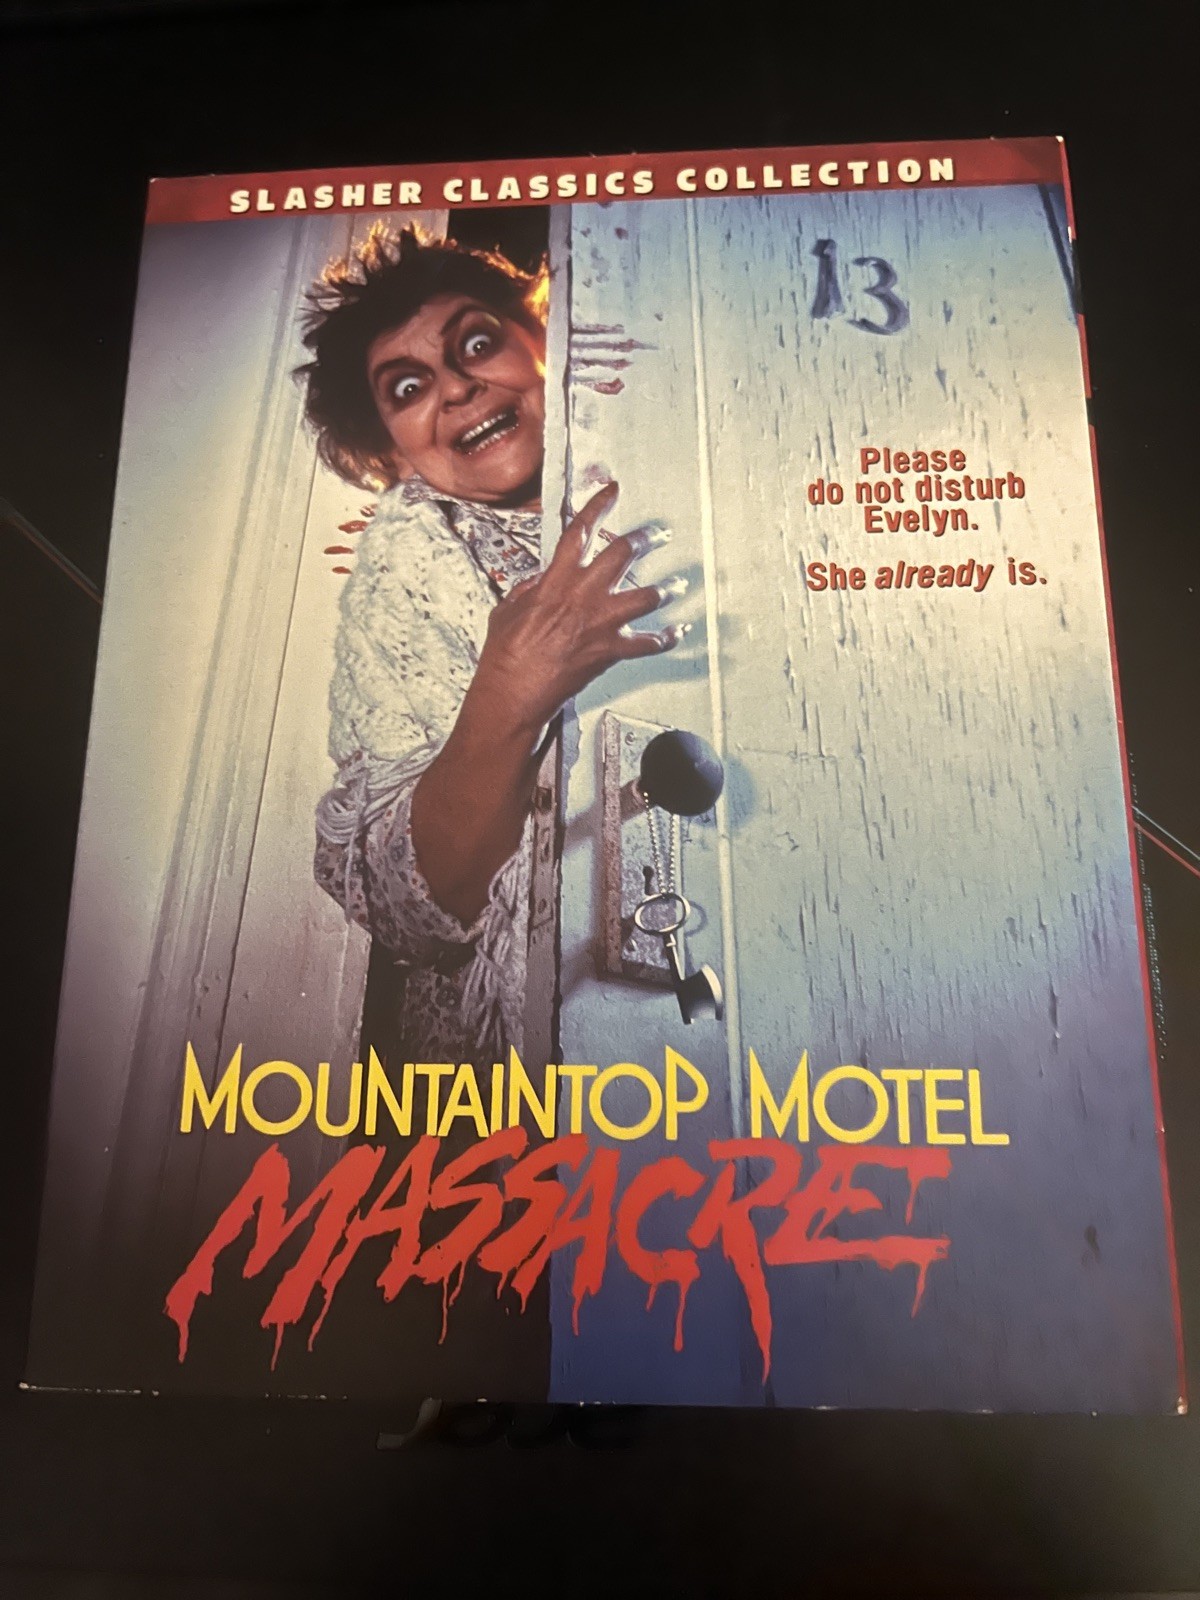 SLASHER CLASSICS COLLECTION
13
Please
do not disturb
Evelyn.
She already is.
MOUNTAINTOP MOTEL
MASSACRE